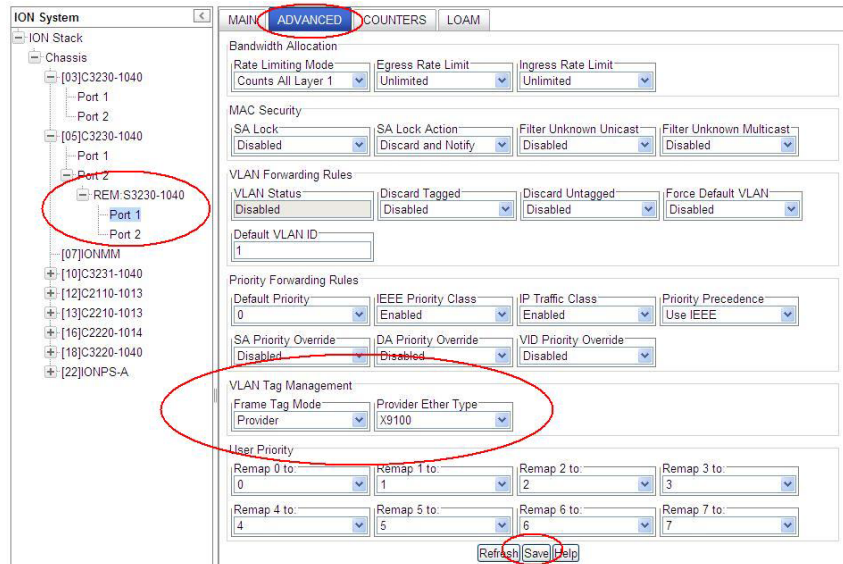 ION System <
ION Stack
Chassis
[03]C3230-1040
Port 1
Port 2
[05]C3230-1040
Port 1
Port 2
REM:S3230-1040
Port 1
Port 2
[07]IONMM
[10]C3231-1040
[12]C2110-1013
[13]C2210-1013
[16]C2220-1014
[18]C3220-1040
[22]IONPS-A
MAIN ADVANCED COUNTERS LOAM
Bandwidth Allocation
Rate Limiting Mode Egress Rate Limit Ingress Rate Limit
Counts All Layer 1 Unlimited Unlimited
MAC Security
SA Lock SA Lock Action Filter Unknown Unicast Filter Unknown Multicast
Disabled Discard and Notify Disabled Disabled
VLAN Forwarding Rules
VLAN Status Discard Tagged Discard Untagged Force Default VLAN
Disabled Disabled Disabled Disabled
Default VLAN ID
1
Priority Forwarding Rules
Default Priority IEEE Priority Class IP Traffic Class Priority Precedence
0 Enabled Enabled Use IEEE
SA Priority Override DA Priority Override VID Priority Override
Disabled Disabled Disabled
VLAN Tag Management
Frame Tag Mode Provider Ether Type
Provider X9100
User Priority
Remap 0 to: Remap 1 to: Remap 2 to: Remap 3 to:
0 1 2 3
Remap 4 to: Remap 5 to: Remap 6 to: Remap 7 to:
4 5 6 7
Refresh Save Help